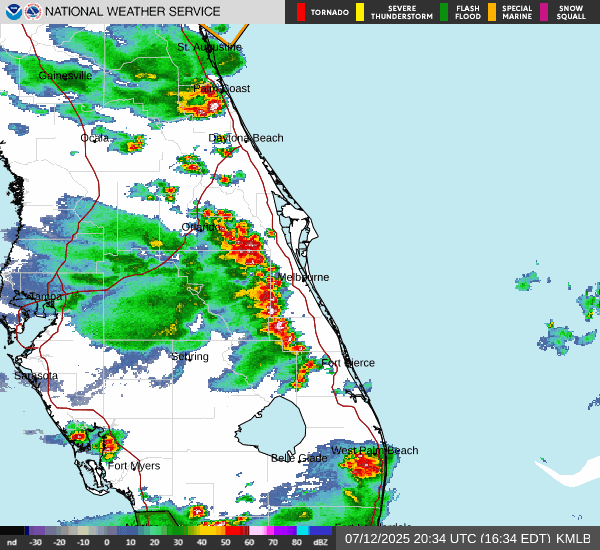 NATIONAL WEATHER SERVICE
TORNADO
SEVERE THUNDERSTORM
FLASH FLOOD
SPECIAL MARINE
SNOW SQUALL
St. Augustine
Gainesville
Palm Coast
Ocala
Daytona Beach
Orlando
Melbourne
Tampa
Sebring
Fort Pierce
Sarasota
West Palm Beach
Belle Glade
Fort Myers
nd -30 -20 -10 0 10 20 30 40 50 60 70 80 dBZ
07/12/2025 20:34 UTC (16:34 EDT) KMLB